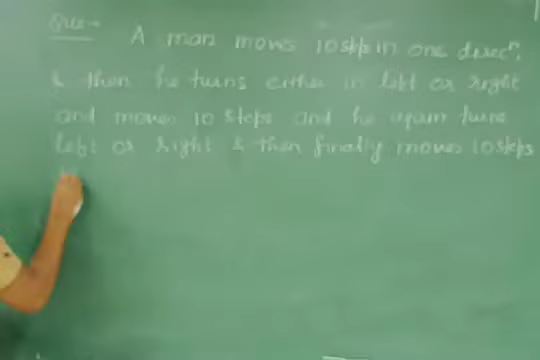 Que→ A man moves 10 step in one direcⁿ,
& then he turns either in left or right
and moves 10 steps and he again turns
left or right & then finally moves 10 steps